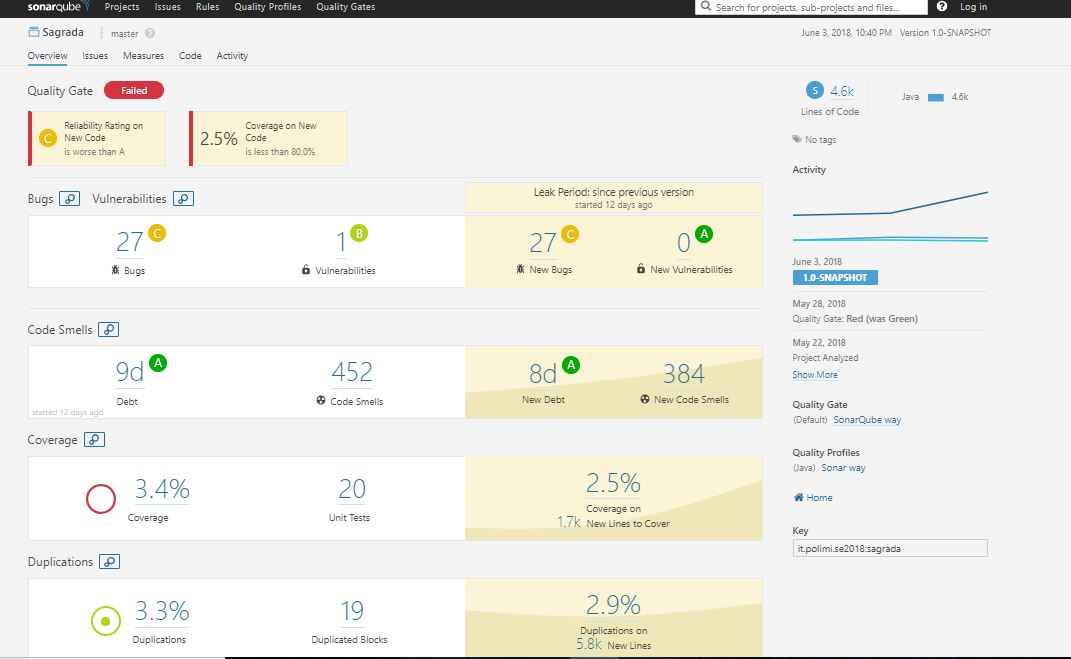 sonarqube Projects Issues Rules Quality Profiles Quality Gates Search for projects, sub-projects and files... ? Log in
Sagrada master ? June 3, 2018, 10:40 PM Version 1.0-SNAPSHOT
Overview Issues Measures Code Activity
Quality Gate Failed
C Reliability Rating on
New Code
is worse than A
2.5% Coverage on New
Code
is less than 80.0%
Bugs Vulnerabilities
Leak Period: since previous version
started 12 days ago
27 C 1 B 27 C 0 A
Bugs Vulnerabilities New Bugs New Vulnerabilities
Code Smells
9d A 452 8d A 384
Debt Code Smells New Debt New Code Smells
started 12 days ago
Coverage
3.4% 20 2.5%
Coverage Unit Tests Coverage on
1.7k New Lines to Cover
Duplications
3.3% 19 2.9%
Duplications Duplicated Blocks Duplications on
5.8k New Lines
S 4.6k Java 4.6k
Lines of Code
No tags
Activity
June 3, 2018
1.0-SNAPSHOT
May 28, 2018
Quality Gate: Red (was Green)
May 22, 2018
Project Analyzed
Show More
Quality Gate
(Default) SonarQube way
Quality Profiles
(Java) Sonar way
Home
Key
it.polimi.se2018:sagrada